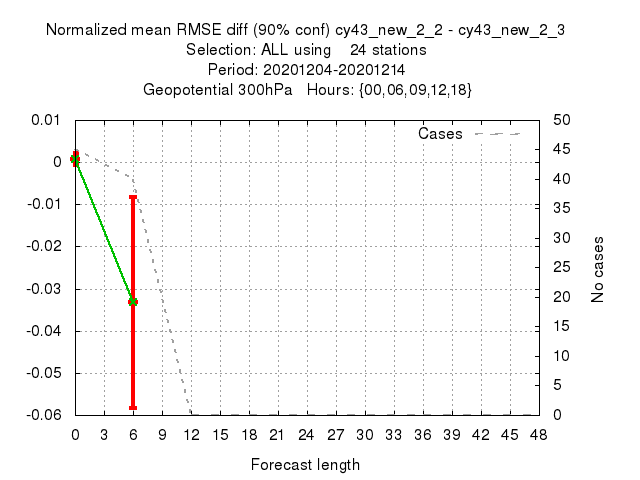 Normalized mean RMSE diff (90% conf) cy43_new_2_2 - cy43_new_2_3
Selection: ALL using    24 stations
Period: 20201204-20201214
Geopotential 300hPa   Hours: {00,06,09,12,18}
Cases
0.01
0
-0.01
-0.02
-0.03
-0.04
-0.05
-0.06
50
45
40
35
30
25
20
15
10
5
0
No cases
0 3 6 9 12 15 18 21 24 27 30 33 36 39 42 45 48
Forecast length